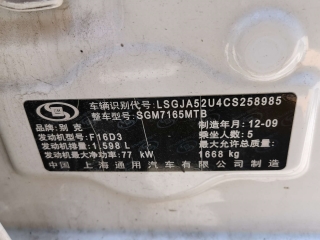 车辆识别代号: LSGJA52U4CS258985
整车型号: SGM7165MTB
品牌: 别克 制造年月: 12-09
发动机型号: F16D3 乘坐人数: 5
发动机排量: 1.598 L 最大允许总质量:
发动机最大净功率: 77 kW 1668 kg
中国 上海通用汽车有限公司制造